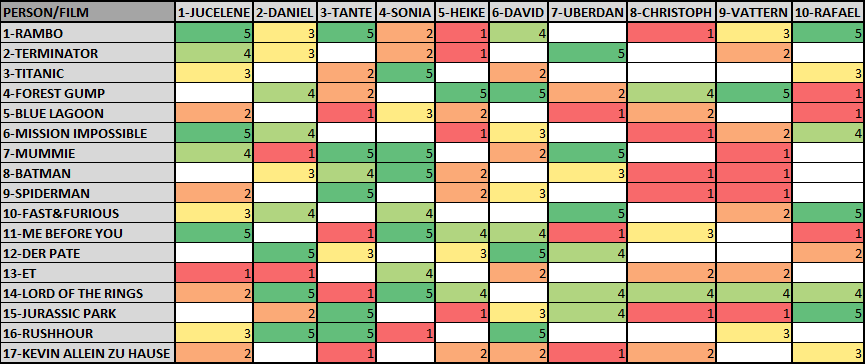 PERSON/FILM 1-JUCELENE 2-DANIEL 3-TANTE 4-SONIA 5-HEIKE 6-DAVID 7-UBERDAN 8-CHRISTOPH 9-VATTERN 10-RAFAEL
1-RAMBO 5 3 5 2 1 4 1 3 5
2-TERMINATOR 4 3 2 1 5 2
3-TITANIC 3 2 5 2 3
4-FOREST GUMP 4 2 5 5 2 4 5 1
5-BLUE LAGOON 2 1 3 2 1 2 1
6-MISSION IMPOSSIBLE 5 4 1 3 1 2 4
7-MUMMIE 4 1 5 5 2 5 1
8-BATMAN 3 4 5 2 3 1 1
9-SPIDERMAN 2 5 2 3 1 1
10-FAST&FURIOUS 3 4 4 5 2 5
11-ME BEFORE YOU 5 1 5 4 4 4 3 1
12-DER PATE 5 3 3 5 4 2
13-ET 1 1 4 2 2 2
14-LORD OF THE RINGS 2 5 1 5 4 4 4 4 4
15-JURASSIC PARK 2 5 1 3 4 1 1 5
16-RUSHHOUR 3 5 5 1 5 3
17-KEVIN ALLEIN ZU HAUSE 2 1 2 2 1 2 3